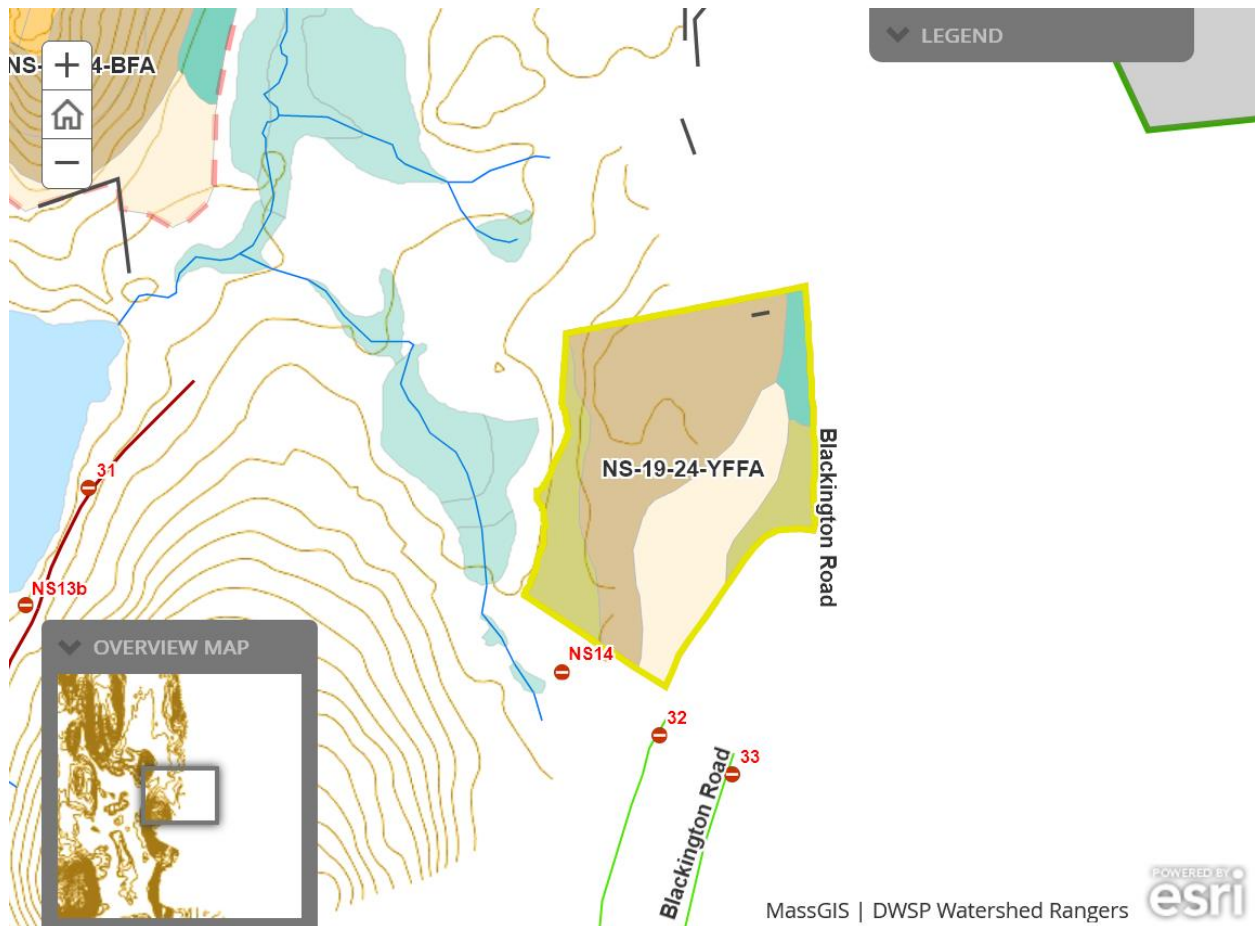 LEGEND
NS-
4-BFA
31
NS13b
NS-19-24-YFFA
Blackington Road
NS14
32
33
Blackington Road
OVERVIEW MAP
MassGIS | DWSP Watershed Rangers
POWERED BY
esri